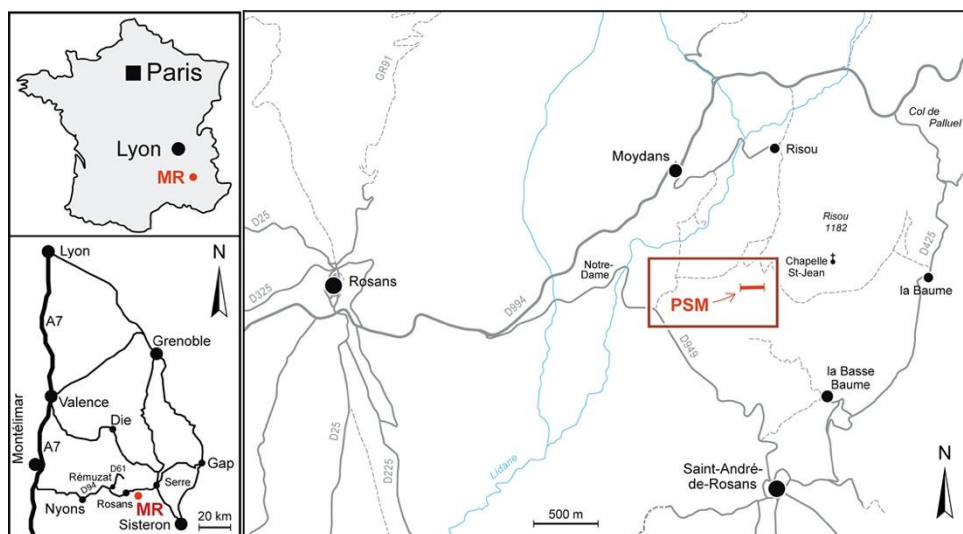 Paris
Lyon
MR
Lyon
N
A7
Grenoble
Valence
Die
Montélimar
A7
Rémuzat
D61
D94
Nyons
Rosans
Serre
Gap
MR
Sisteron
20 km
GR91
Col de
Palluel
Moydans
Risou
D25
Risou
1182
D425
Notre-
Dame
Chapelle
St-Jean
D325
Rosans
D994
la Baume
PSM
D949
la Basse
Baume
D25
D225
Lidane
Saint-André-
de-Rosans
N
500 m